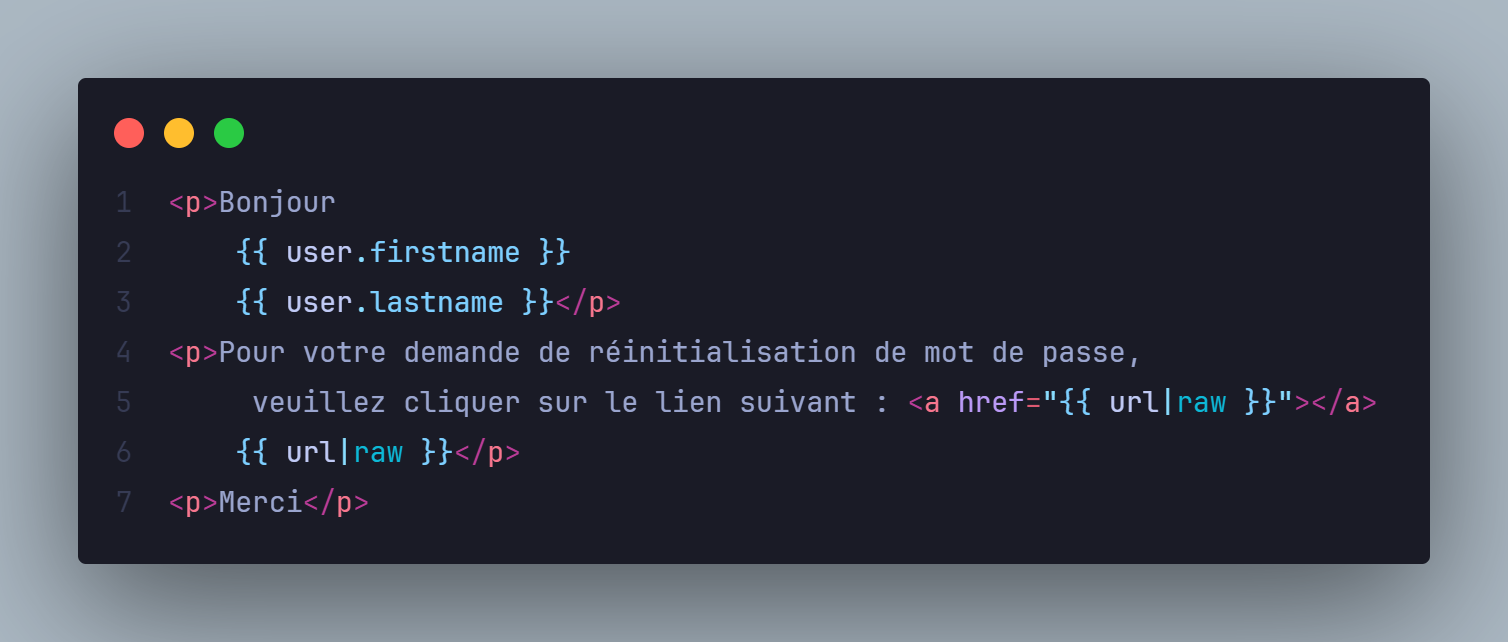 1 <p>Bonjour
2 {{ user.firstname }}
3 {{ user.lastname }}</p>
4 <p>Pour votre demande de réinitialisation de mot de passe,
5 veuillez cliquer sur le lien suivant : <a href="{{ url|raw }}"></a>
6 {{ url|raw }}</p>
7 <p>Merci</p>